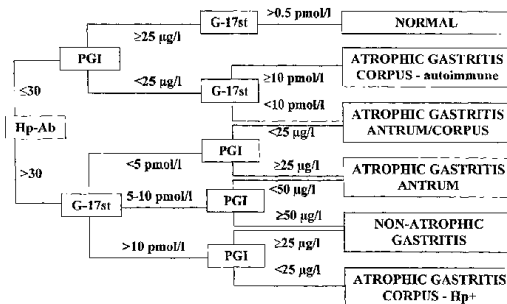 G-17st
>0.5 pmol/l
NORMAL
≥25 µg/l
PGI
<25 µg/l
G-17st
≥10 pmol/l
<10 pmol/l
ATROPHIC GASTRITIS
CORPUS - autoimmune
≤30
Hp-Ab
>30
ATROPHIC GASTRITIS
ANTRUM/CORPUS
<25 µg/l
PGI
≥25 µg/l
<5 pmol/l
ATROPHIC GASTRITIS
ANTRUM
G-17st
5-10 pmol/l
<50 µg/l
PGI
≥50 µg/l
NON-ATROPHIC
GASTRITIS
>10 pmol/l
PGI
≥25 µg/l
<25 µg/l
ATROPHIC GASTRITIS
CORPUS - Hp+